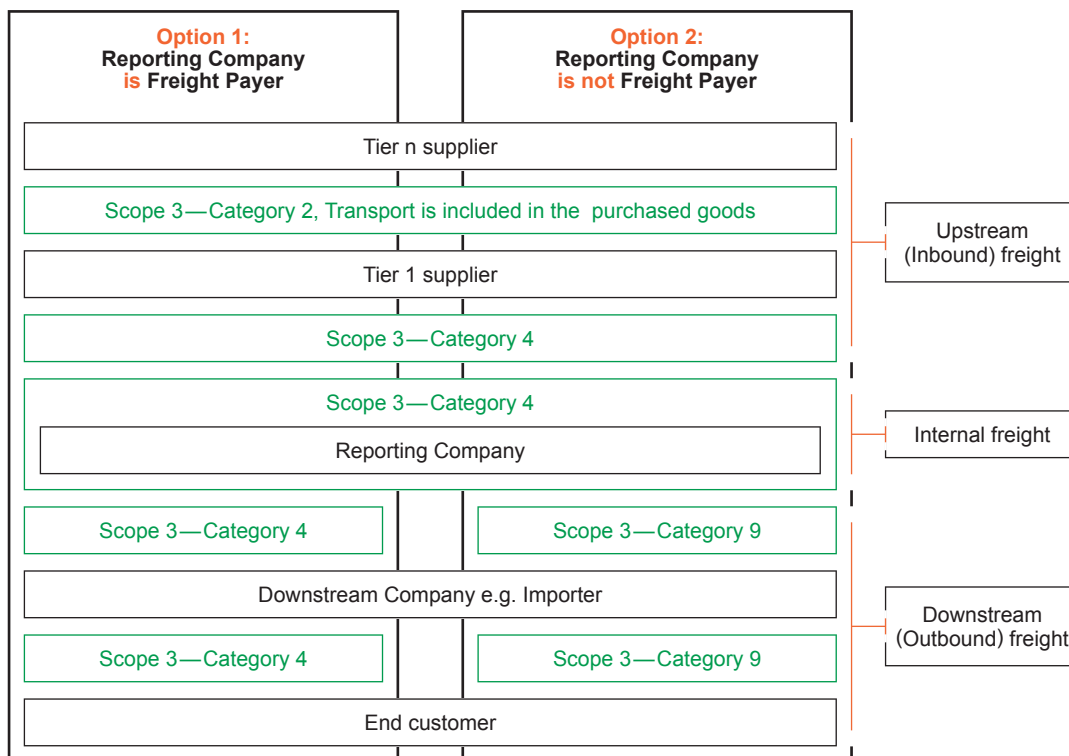 Option 1:
Reporting Company
is Freight Payer
Option 2:
Reporting Company
is not Freight Payer
Tier n supplier
Scope 3—Category 2, Transport is included in the purchased goods
Tier 1 supplier
Scope 3—Category 4
Upstream
(Inbound) freight
Scope 3—Category 4
Reporting Company
Internal freight
Scope 3—Category 4
Scope 3—Category 9
Downstream Company e.g. Importer
Scope 3—Category 4
Scope 3—Category 9
End customer
Downstream
(Outbound) freight